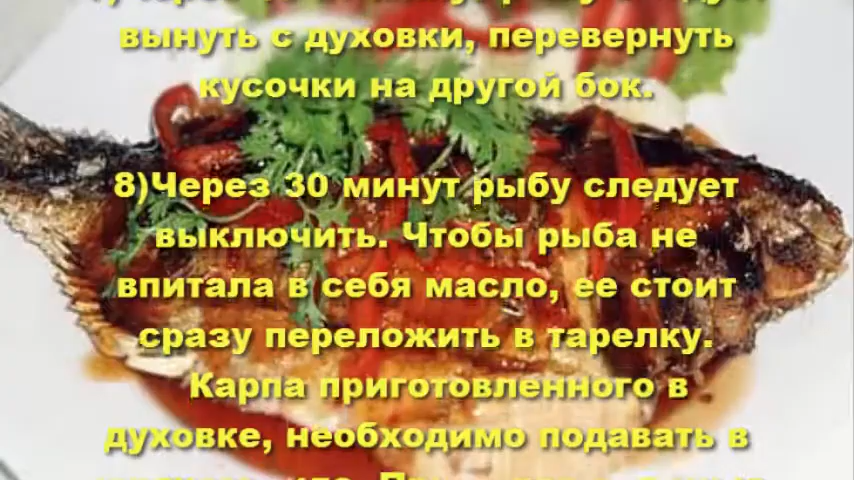 вынуть с духовки, перевернуть
кусочки на другой бок.
8)Через 30 минут рыбу следует
выключить. Чтобы рыба не
впитала в себя масло, ее стоит
сразу переложить в тарелку.
Карпа приготовленного в
духовке, необходимо подавать в